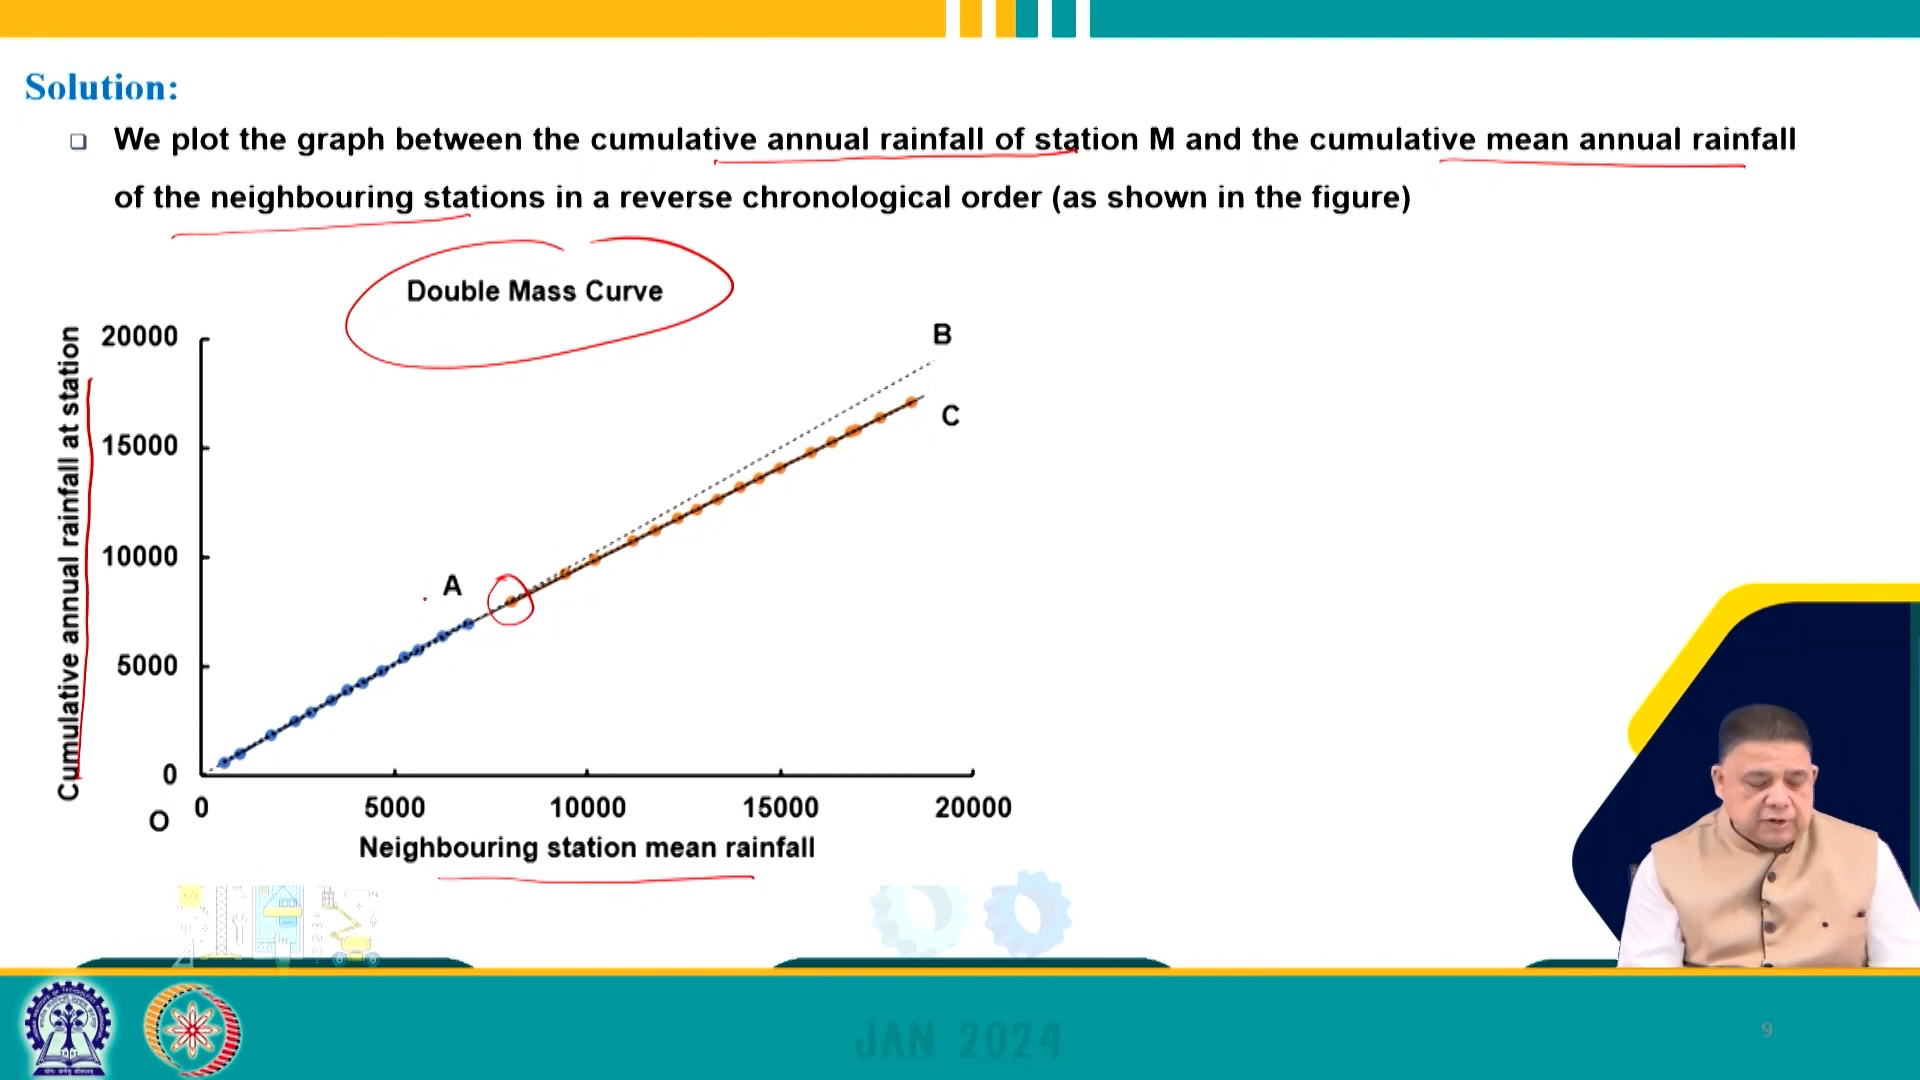 Solution:
We plot the graph between the cumulative annual rainfall of station M and the cumulative mean annual rainfall
of the neighbouring stations in a reverse chronological order (as shown in the figure)
Double Mass Curve
Cumulative annual rainfall at station
20000
15000
10000
5000
0
B
C
A
O
0 5000 10000 15000 20000
Neighbouring station mean rainfall
JAN 2024
9